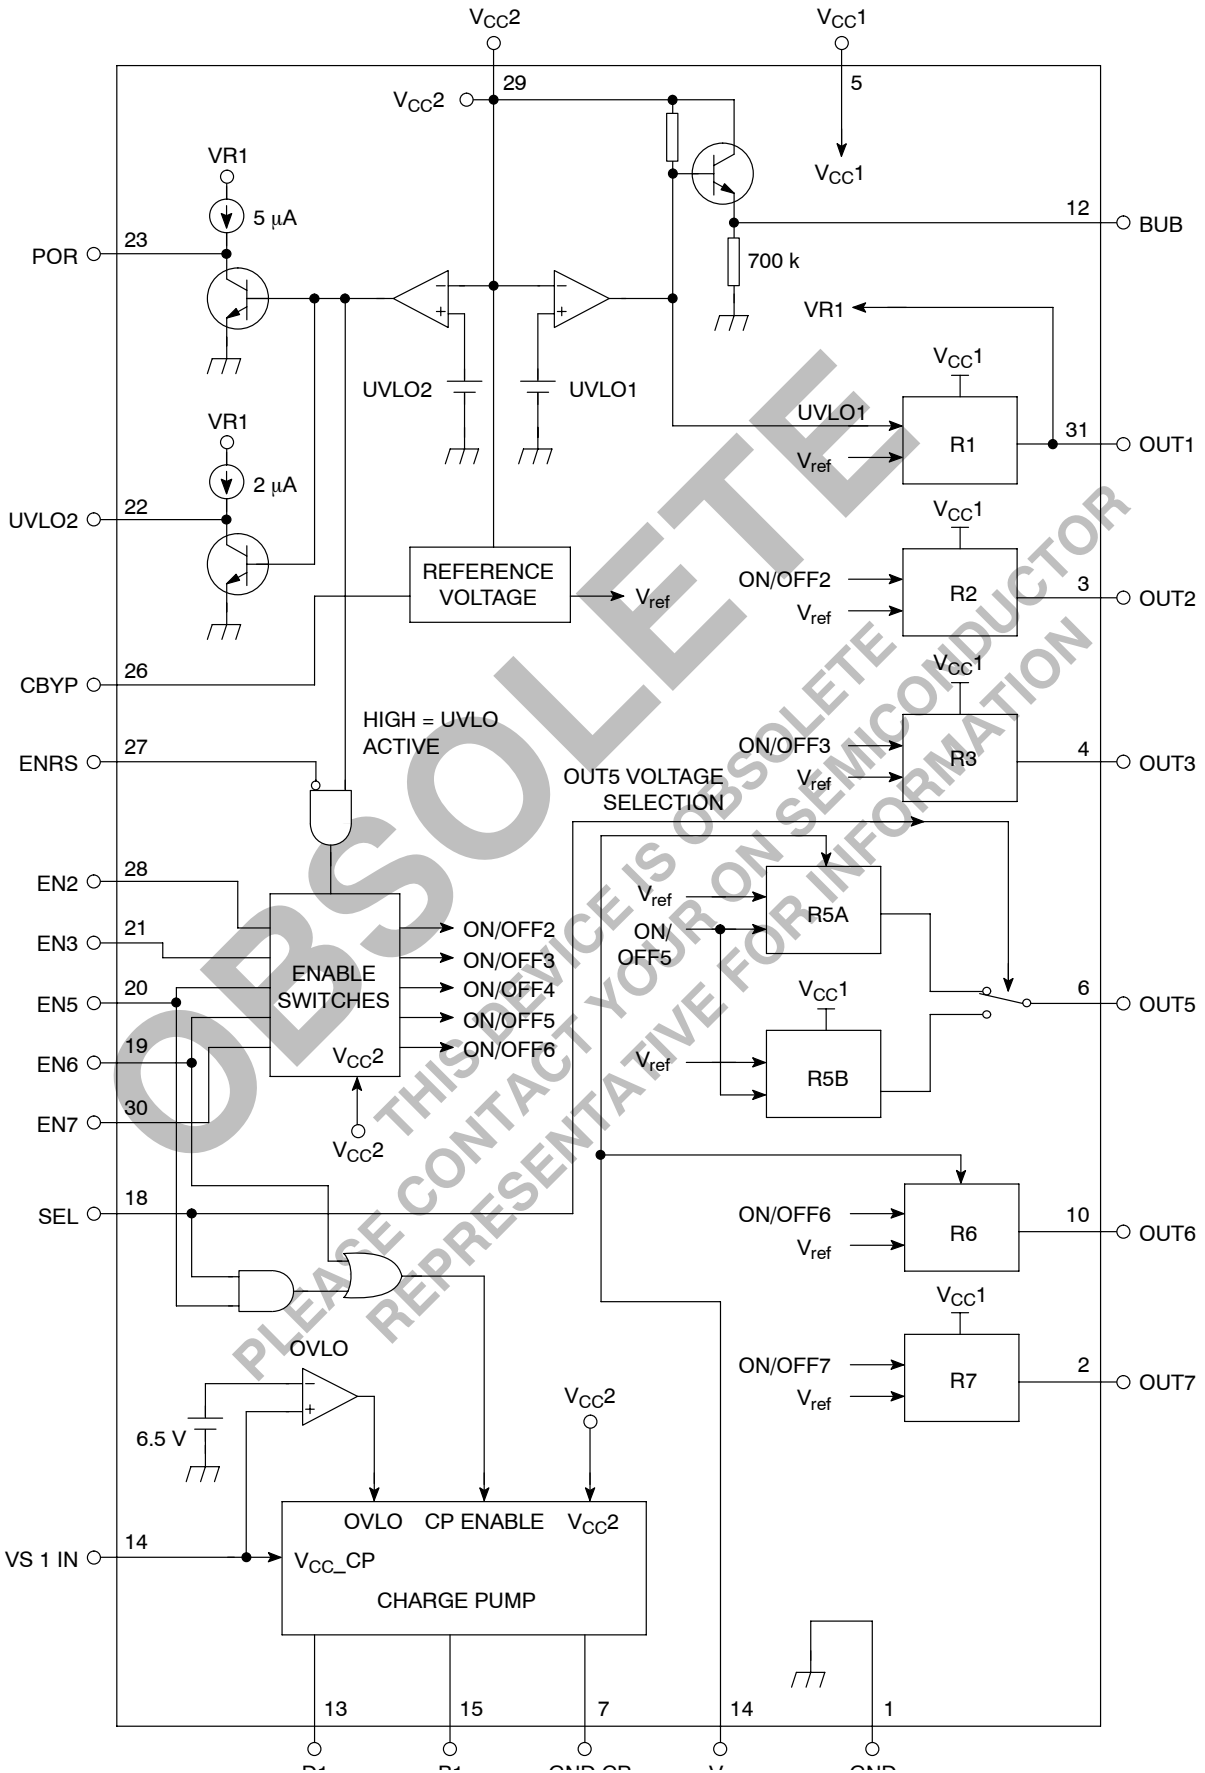 VCC2
VCC1
29
5
VCC2
VCC1
VR1
5 μA
23
POR
12
BUB
700 k
−
+
−
+
VR1
UVLO2
UVLO1
VCC1
UVLO1
R1
31
OUT1
Vref
VR1
2 μA
22
UVLO2
VCC1
REFERENCE
VOLTAGE
Vref
ON/OFF2
R2
3
OUT2
Vref
26
CBYP
VCC1
HIGH = UVLO
ACTIVE
27
ENRS
ON/OFF3
R3
4
OUT3
Vref
OUT5 VOLTAGE
SELECTION
28
EN2
Vref
R5A
ON/
OFF5
21
EN3
ON/OFF2
ON/OFF3
ENABLE
SWITCHES
20
EN5
ON/OFF4
VCC1
6
OUT5
ON/OFF5
19
EN6
ON/OFF6
VCC2
Vref
R5B
30
EN7
VCC2
18
SEL
ON/OFF6
R6
10
OUT6
Vref
VCC1
OVLO
−
+
6.5 V
ON/OFF7
R7
2
OUT7
Vref
VCC2
OVLO
CP ENABLE
VCC2
14
VS 1 IN
VCC_CP
CHARGE PUMP
13
15
7
14
1
OBSOLETE
THIS DEVICE IS OBSOLETE
PLEASE CONTACT YOUR ON SEMICONDUCTOR
REPRESENTATIVE FOR INFORMATION